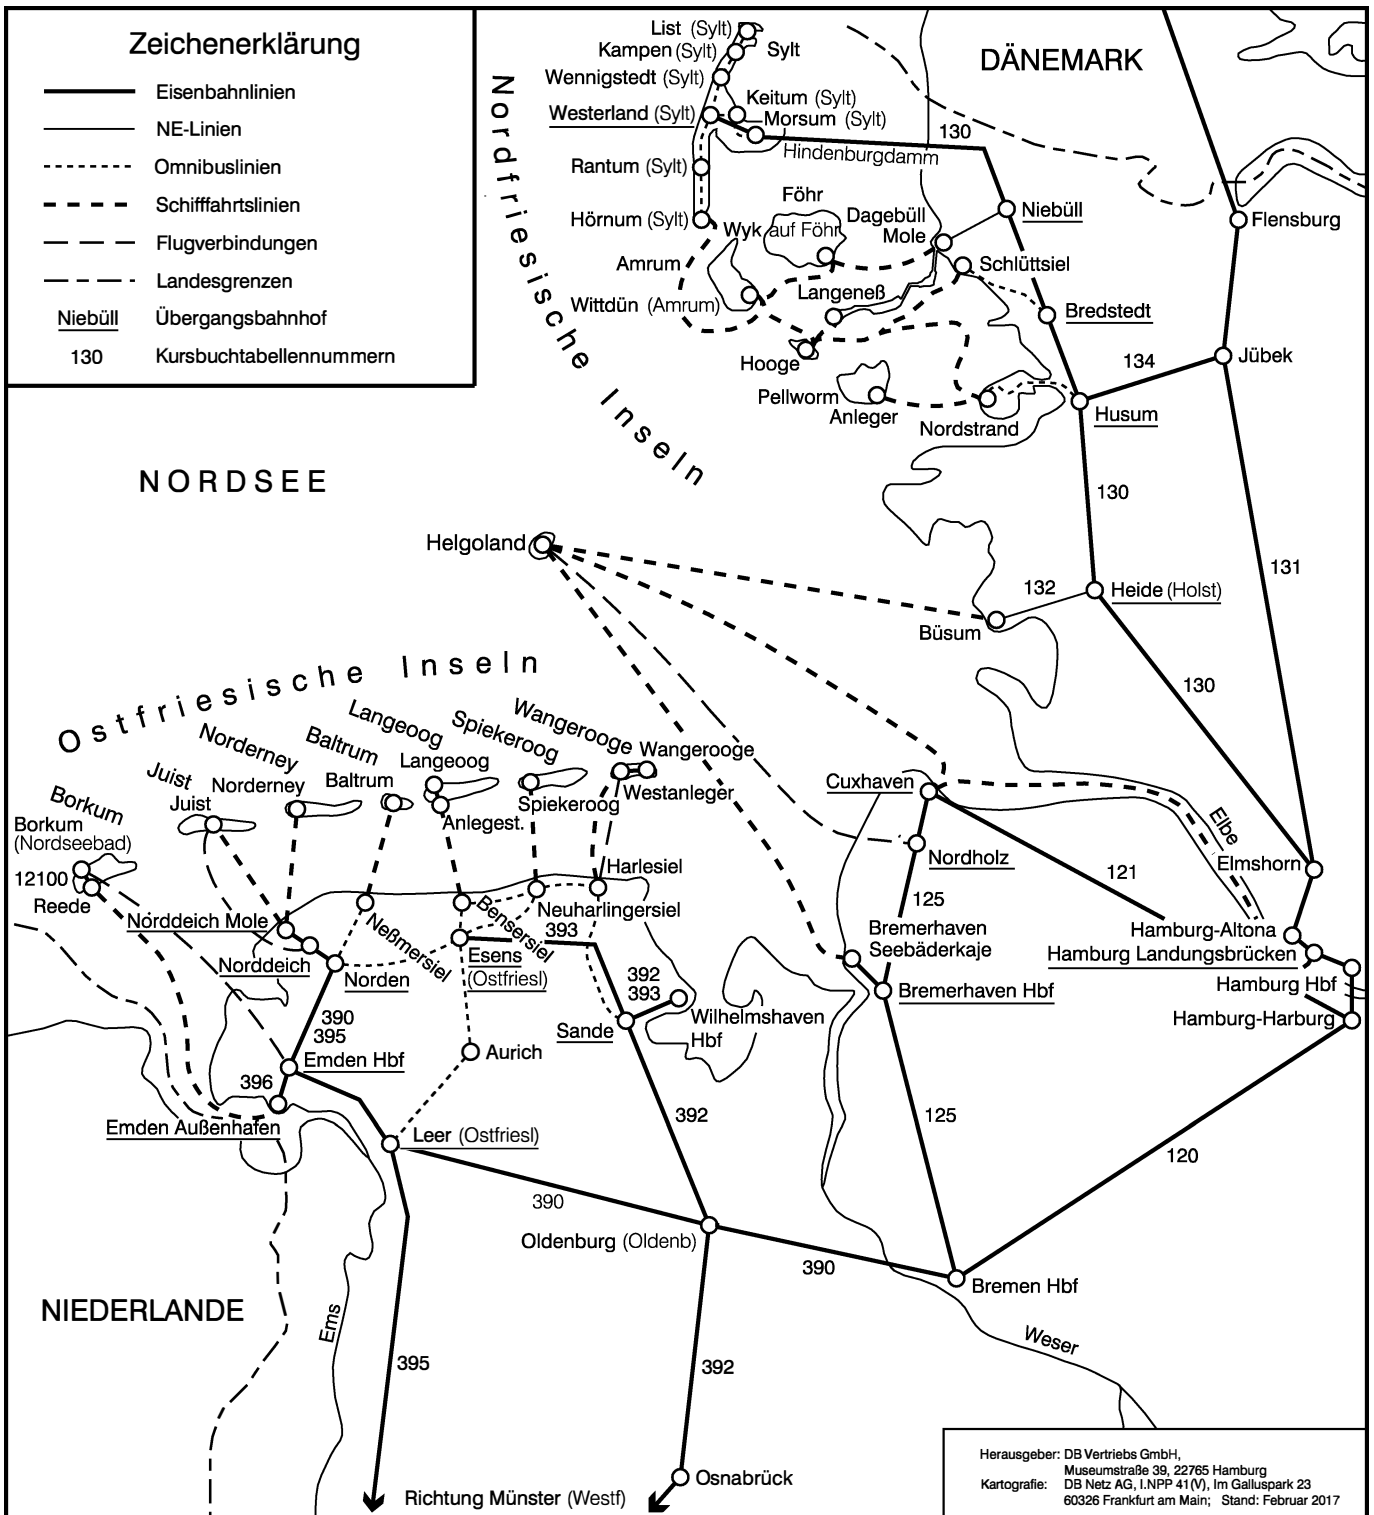 Zeichenerklärung
Eisenbahnlinien
NE-Linien
Omnibuslinien
Schifffahrtslinien
Flugverbindungen
Landesgrenzen
Niebüll Übergangsbahnhof
130 Kursbuchtabellennummern
List (Sylt)
Kampen (Sylt)
Sylt
Wennigstedt (Sylt)
Keitum (Sylt)
Westerland (Sylt)
Morsum (Sylt)
Hindenburgdamm
130
DÄNEMARK
Rantum (Sylt)
Hörnum (Sylt)
Nordfriesische Inseln
Föhr
Wyk auf Föhr
Dagebüll
Mole
Niebüll
Flensburg
Amrum
Schlüttsiel
Wittdün (Amrum)
Langeneß
Bredstedt
Hooge
134
Jübek
Pellworm
Anleger
Nordstrand
Husum
NORDSEE
130
Helgoland
131
132
Heide (Holst)
Büsum
130
Ostfriesische Inseln
Wangerooge
Spiekeroog
Langeoog
Baltrum
Norderney
Juist
Borkum
Wangerooge
Westanleger
Langeoog
Spiekeroog
Anlegest.
Baltrum
Norderney
Juist
Borkum
(Nordseebad)
12100
Reede
Cuxhaven
Nordholz
Elbe
Elmshorn
121
125
Harlesiel
Neuharlingersiel
Bensersiel
Neßmersiel
Norddeich Mole
Norddeich
Norden
393
Esens
(Ostfriesl)
Bremerhaven
Seebäderkaje
Hamburg-Altona
Hamburg Landungsbrücken
Hamburg Hbf
Hamburg-Harburg
Bremerhaven Hbf
392
393
Wilhelmshaven
Hbf
Sande
390
395
Emden Hbf
Aurich
396
Emden Außenhafen
Leer (Ostfriesl)
392
125
120
390
Oldenburg (Oldenb)
390
Bremen Hbf
NIEDERLANDE
Ems
Weser
395
392
Osnabrück
Richtung Münster (Westf)
Herausgeber: DB Vertriebs GmbH,
Museumstraße 39, 22765 Hamburg
Kartografie: DB Netz AG, I.NPP 41(V), Im Galluspark 23
60326 Frankfurt am Main; Stand: Februar 2017